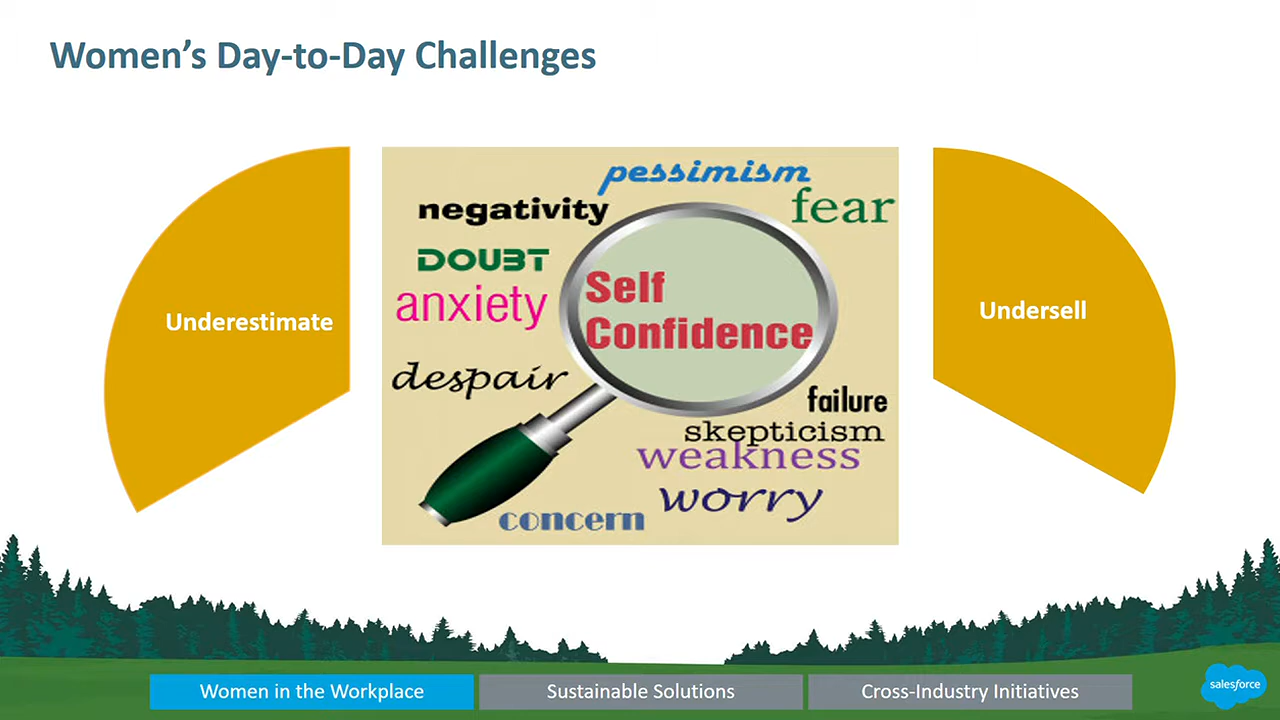 Women's Day-to-Day Challenges
Underestimate
pessimism
negativity
fear
DOUBT
anxiety
Self
Confidence
despair
failure
skepticism
weakness
worry
concern
Undersell
Women in the Workplace
Sustainable Solutions
Cross-Industry Initiatives
salesforce